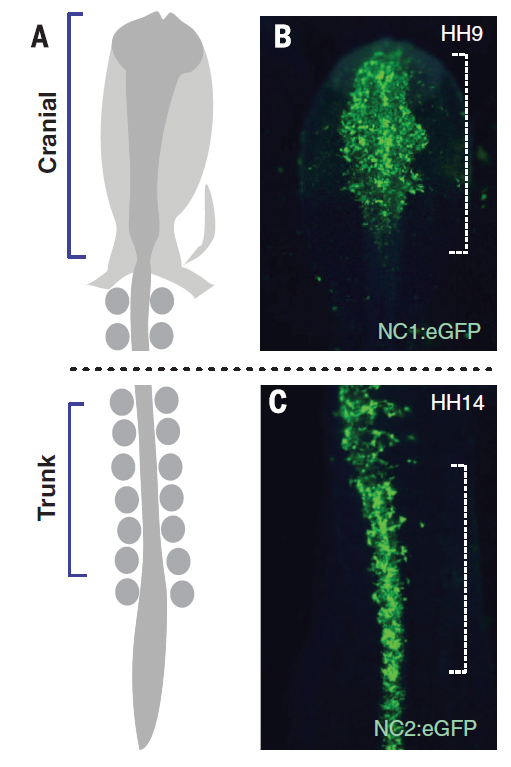 A
Cranial
B
HH9
NC1:eGFP
Trunk
C
HH14
NC2:eGFP